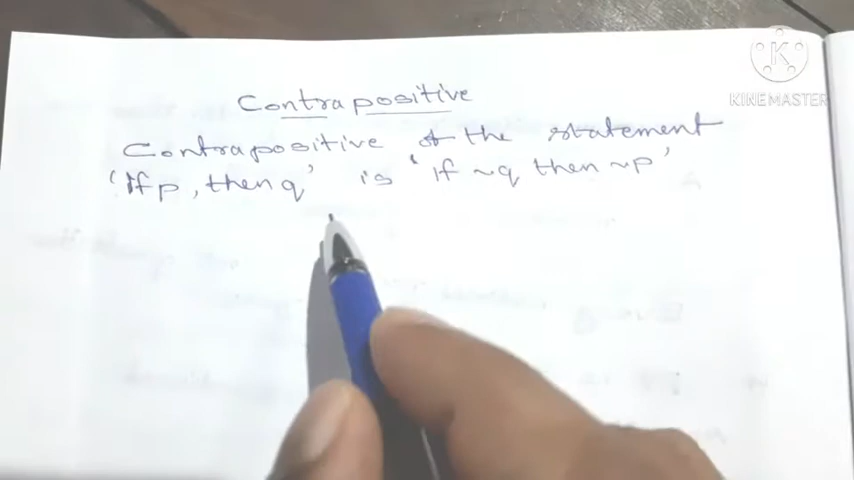 Contrapositive
Contrapositive of the statement
'If p, then q' is 'if ~q then ~p'
KINEMASTER